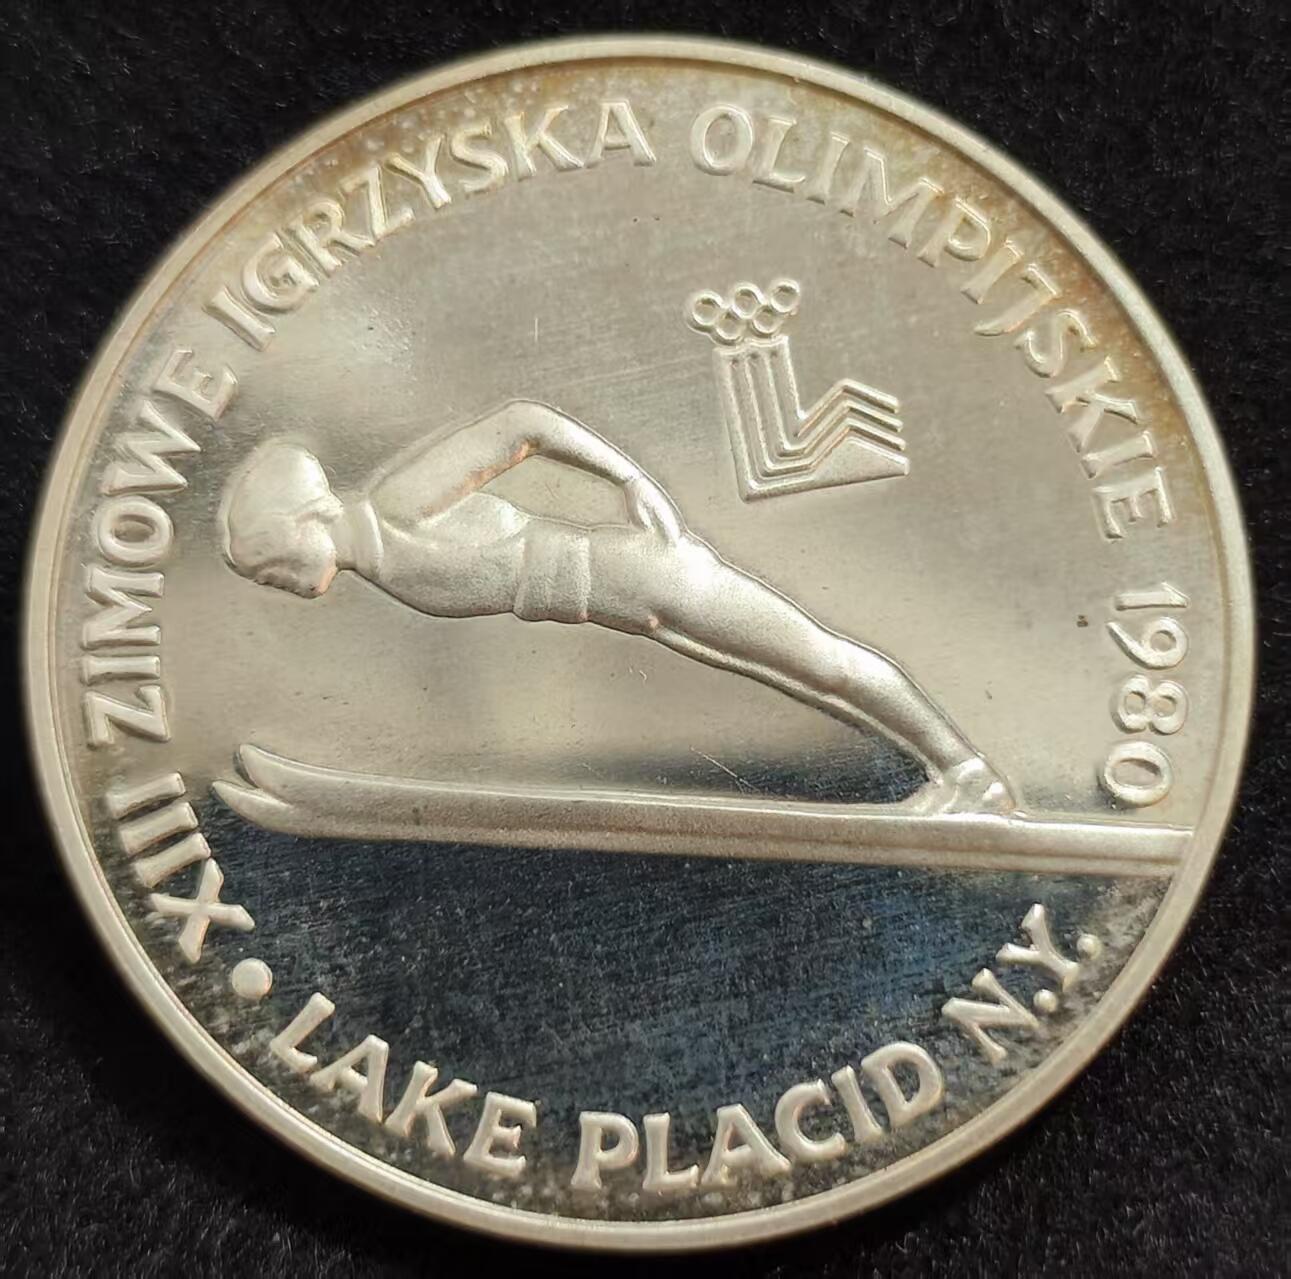 XIII ZIMOWE IGRZYSKA OLIMPIJSKIE 1980
• LAKE PLACID N.Y.